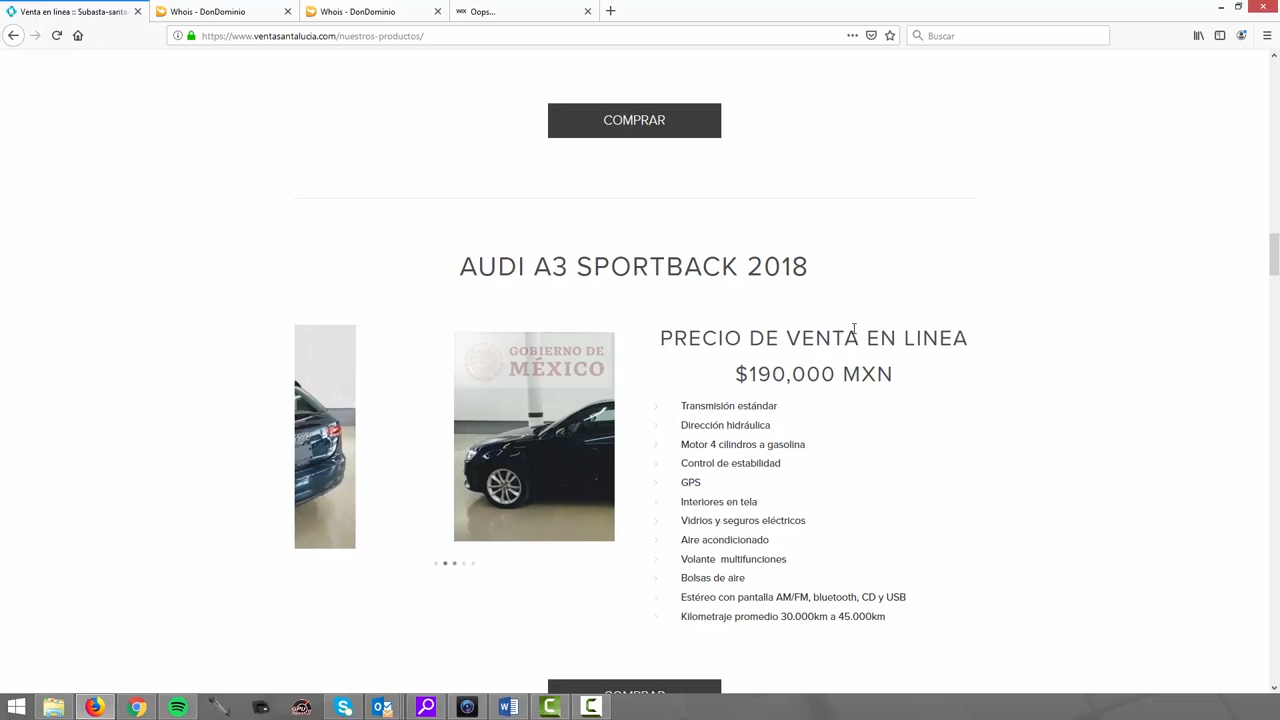 Venta en linea :: Subasta-santa-
Whois - DonDominio
Whois - DonDominio
WIX
Oops...
https://www.ventasantalucia.com/nuestros-productos/
Buscar
COMPRAR
AUDI A3 SPORTBACK 2018
GOBIERNO DE
MÉXICO
PRECIO DE VENTA EN LINEA
$190,000 MXN
Transmisión estándar
Dirección hidráulica
Motor 4 cilindros a gasolina
Control de estabilidad
GPS
Interiores en tela
Vidrios y seguros eléctricos
Aire acondicionado
Volante multifunciones
Bolsas de aire
Estéreo con pantalla AM/FM, bluetooth, CD y USB
Kilometraje promedio 30.000km a 45.000km
COMPRAR